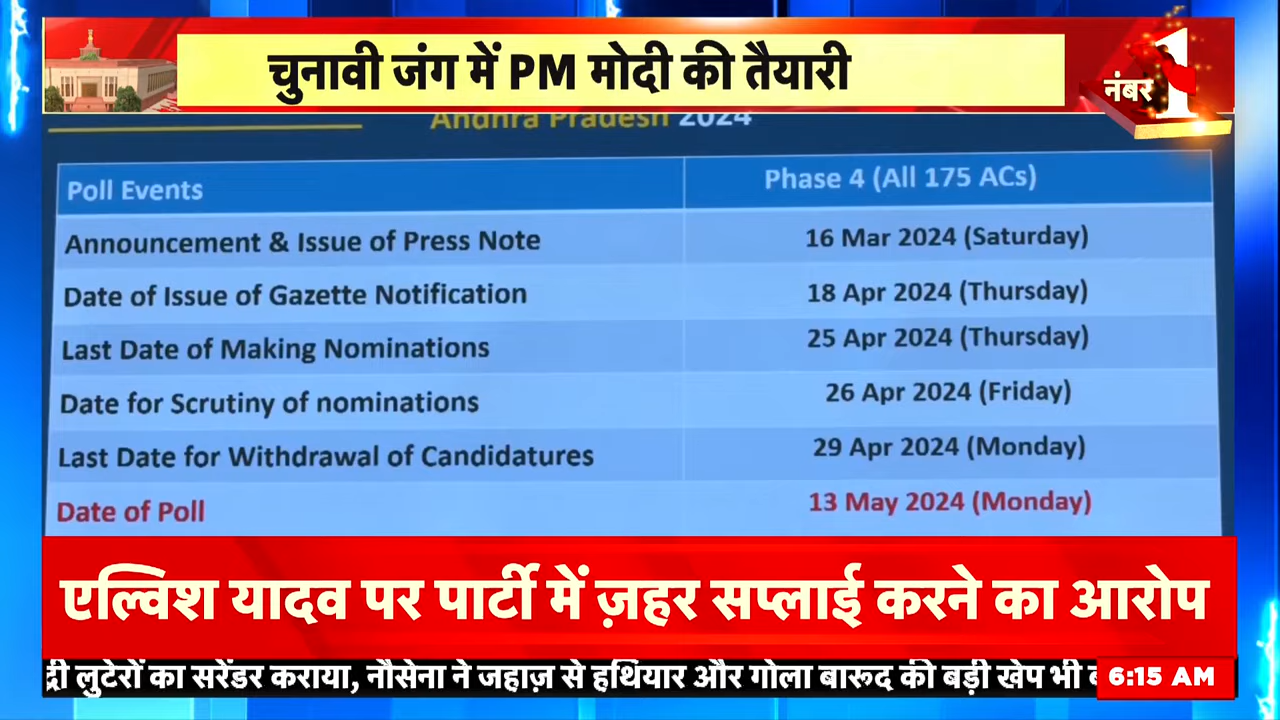 चुनावी जंग में PM मोदी की तैयारी
नंबर 1
Andhra Pradesh 2024
Poll Events Phase 4 (All 175 ACs)
Announcement & Issue of Press Note 16 Mar 2024 (Saturday)
Date of Issue of Gazette Notification 18 Apr 2024 (Thursday)
Last Date of Making Nominations 25 Apr 2024 (Thursday)
Date for Scrutiny of nominations 26 Apr 2024 (Friday)
Last Date for Withdrawal of Candidatures 29 Apr 2024 (Monday)
Date of Poll 13 May 2024 (Monday)
एल्विश यादव पर पार्टी में ज़हर सप्लाई करने का आरोप
लुटेरों का सरेंडर कराया, नौसेना ने जहाज़ से हथियार और गोला बारूद की बड़ी खेप भी
6:15 AM